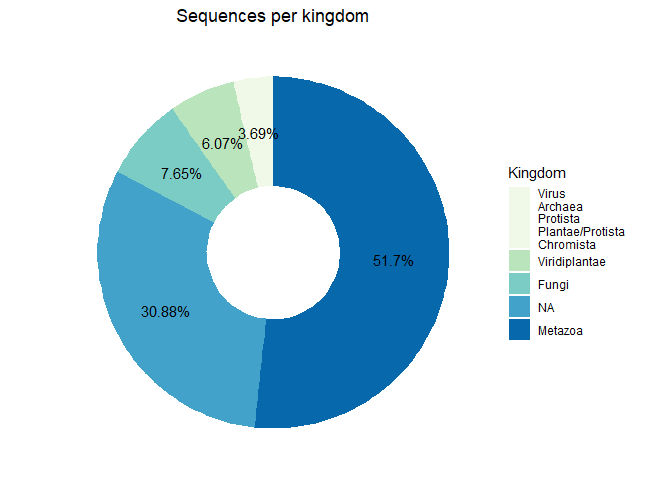 Sequences per kingdom
3.69%
6.07%
7.65%
51.7%
30.88%
Kingdom
Virus
Archaea
Protista
Plantae/Protista
Chromista
Viridiplantae
Fungi
NA
Metazoa